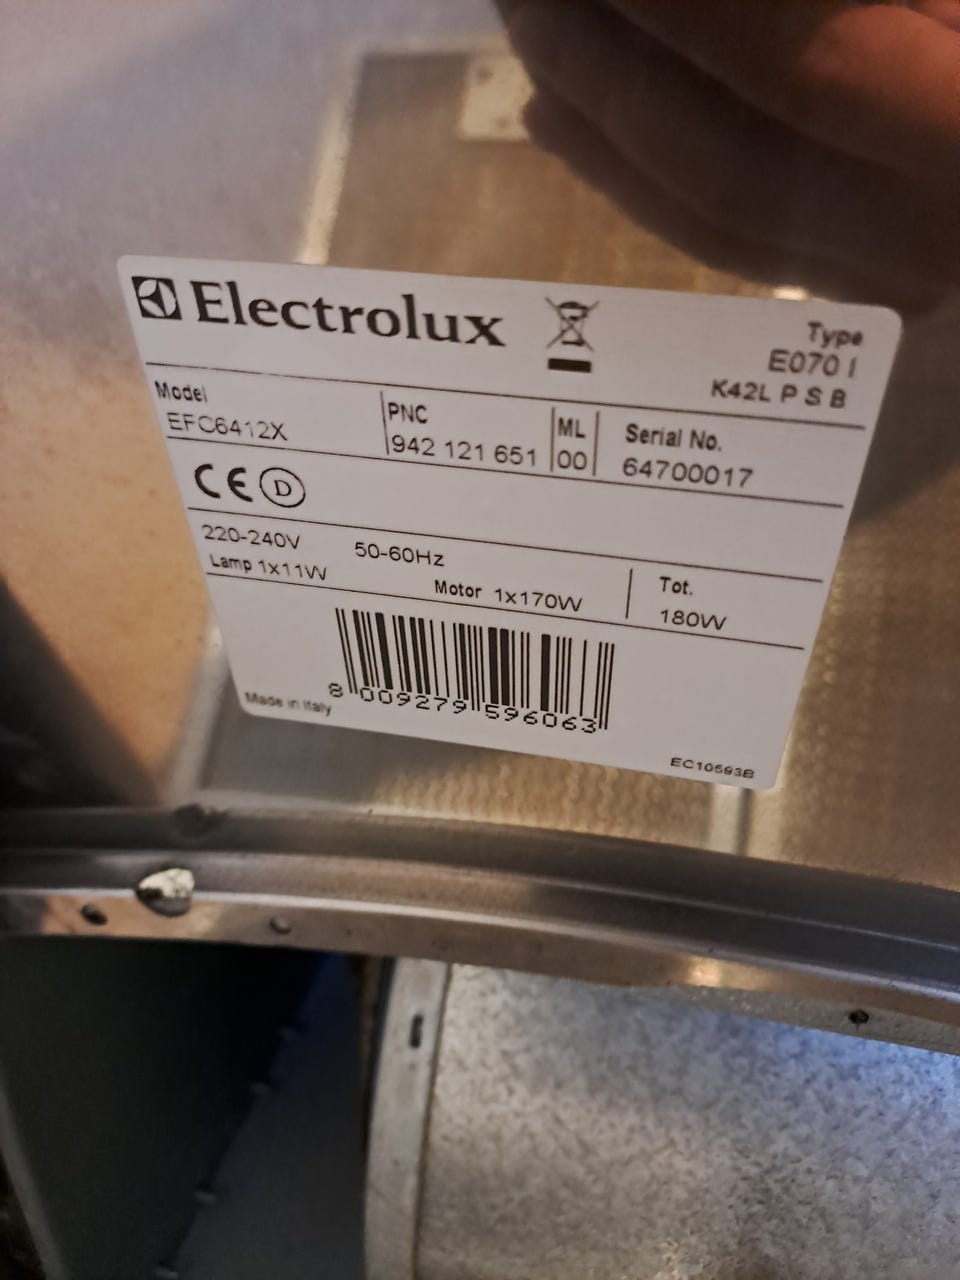 Electrolux
Type
E070 I
K42L P S B
Model
EFC6412X
PNC
942 121 651
ML
00
Serial No.
64700017
CE D
220-240V 50-60Hz
Lamp 1x11W Motor 1x170W
Tot.
180W
8 009279 596063
Made in Italy
EC10593B